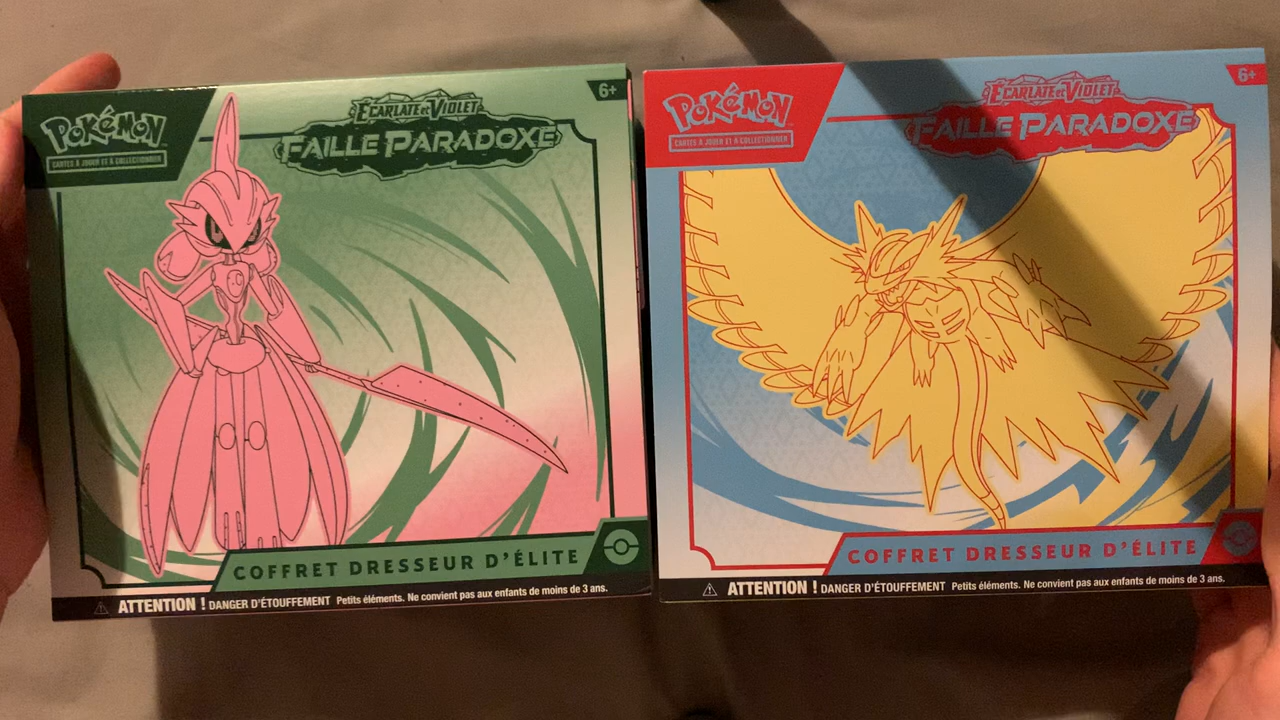 POKéMON
CARTES À JOUER ET À COLLECTIONNER
ÉCARLATE et VIOLET
FAILLE PARADOXE
6+
COFFRET DRESSEUR D'ÉLITE
ATTENTION ! DANGER D'ÉTOUFFEMENT Petits éléments. Ne convient pas aux enfants de moins de 3 ans.
POKéMON
CARTES À JOUER ET À COLLECTIONNER
ÉCARLATE et VIOLET
FAILLE PARADOXE
6+
COFFRET DRESSEUR D'ÉLITE
ATTENTION ! DANGER D'ÉTOUFFEMENT Petits éléments. Ne convient pas aux enfants de moins de 3 ans.